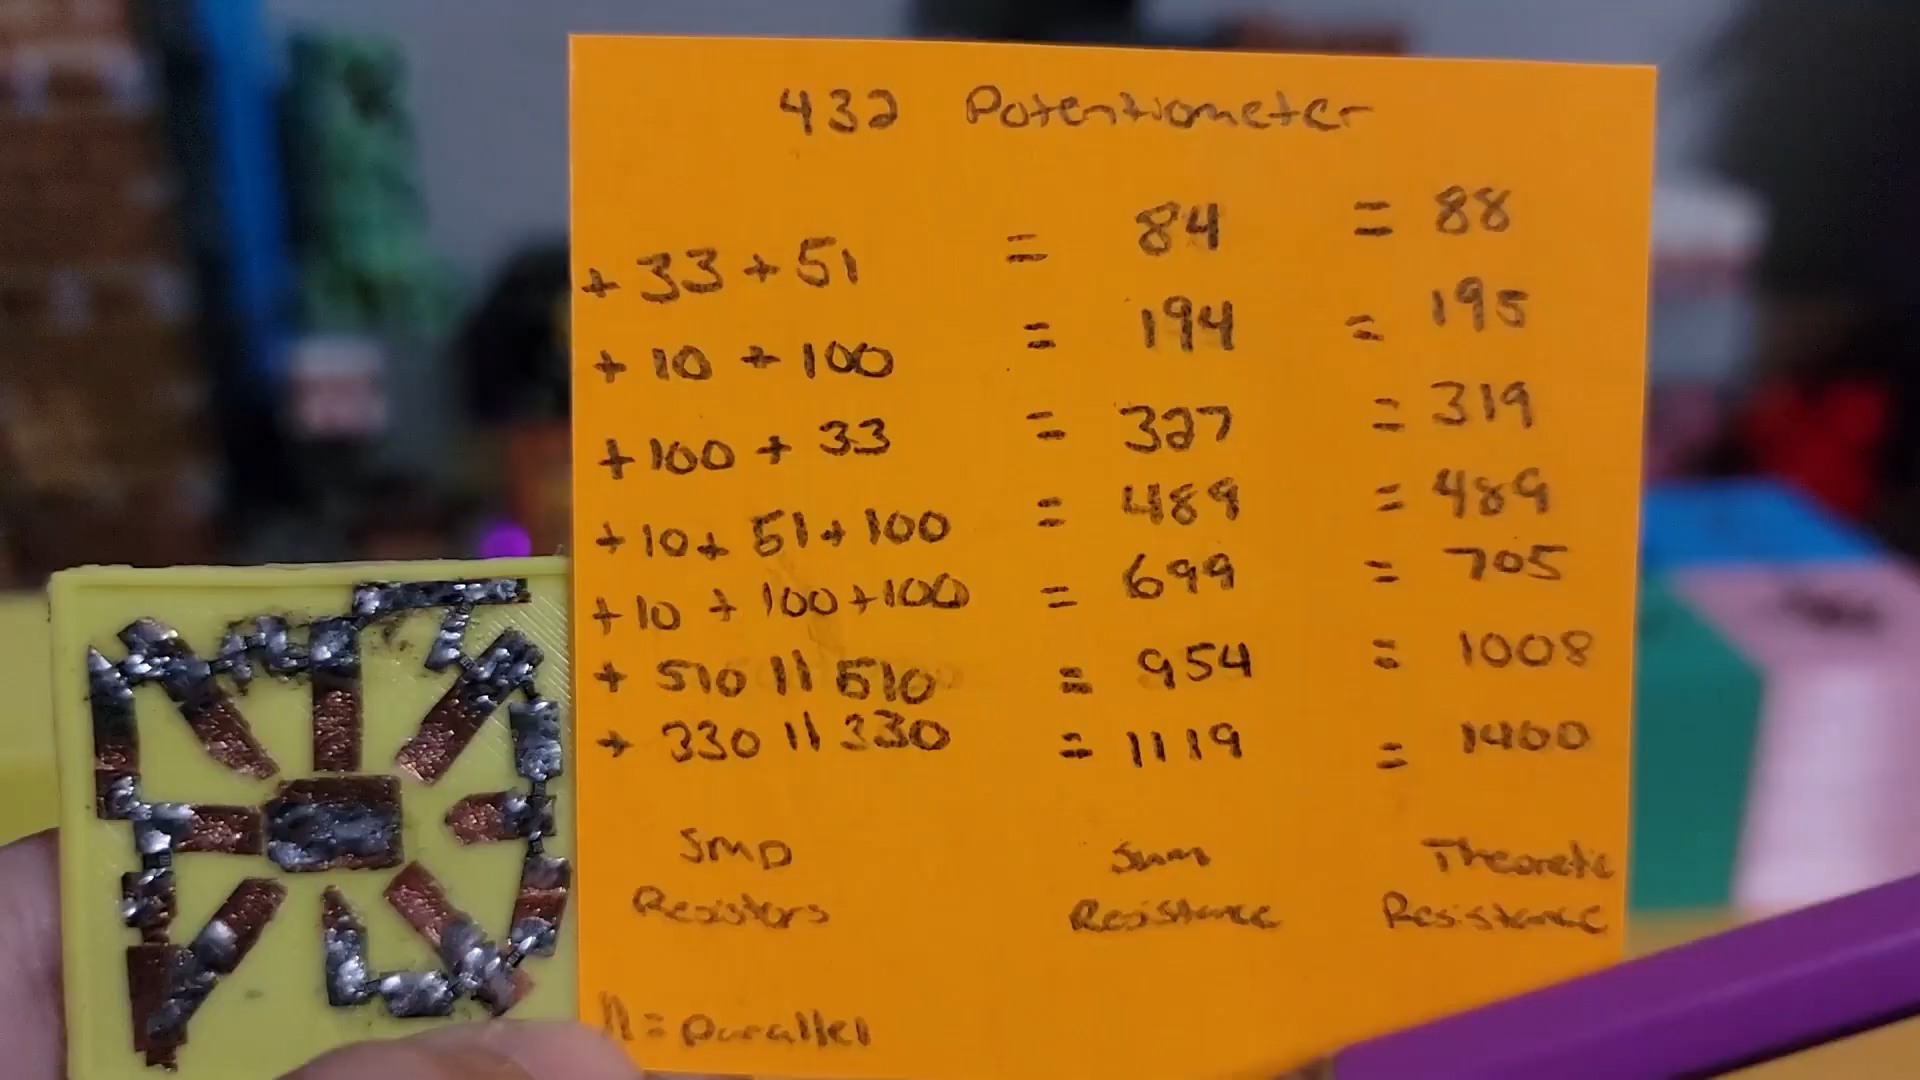 432 Potentiometer
+ 33 + 51 = 84 = 88
+ 10 + 100 = 194 = 195
+ 100 + 33 = 327 = 319
+ 10 + 51 + 100 = 489 = 489
+ 10 + 100 + 100 = 699 = 705
+ 510 || 510 = 954 = 1008
+ 330 || 330 = 1119 = 1400
SMD Resistors
Sum Resistance
Theoretic Resistance
|| = parallel